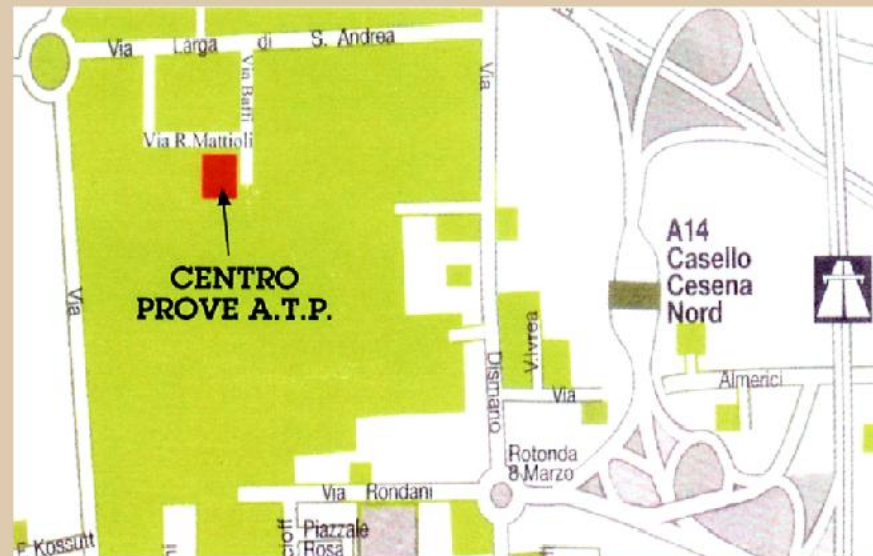 Via Larga di S. Andrea
Via Batti
Via R. Mattioli
Via
CENTRO
PROVE A.T.P.
A14
Casello
Cesena
Nord
V.Ivrea
Via
Dismano
Via Almerici
Rotonda
8 Marzo
Via Rondani
Piazzale
Rosa
F. Kossutt